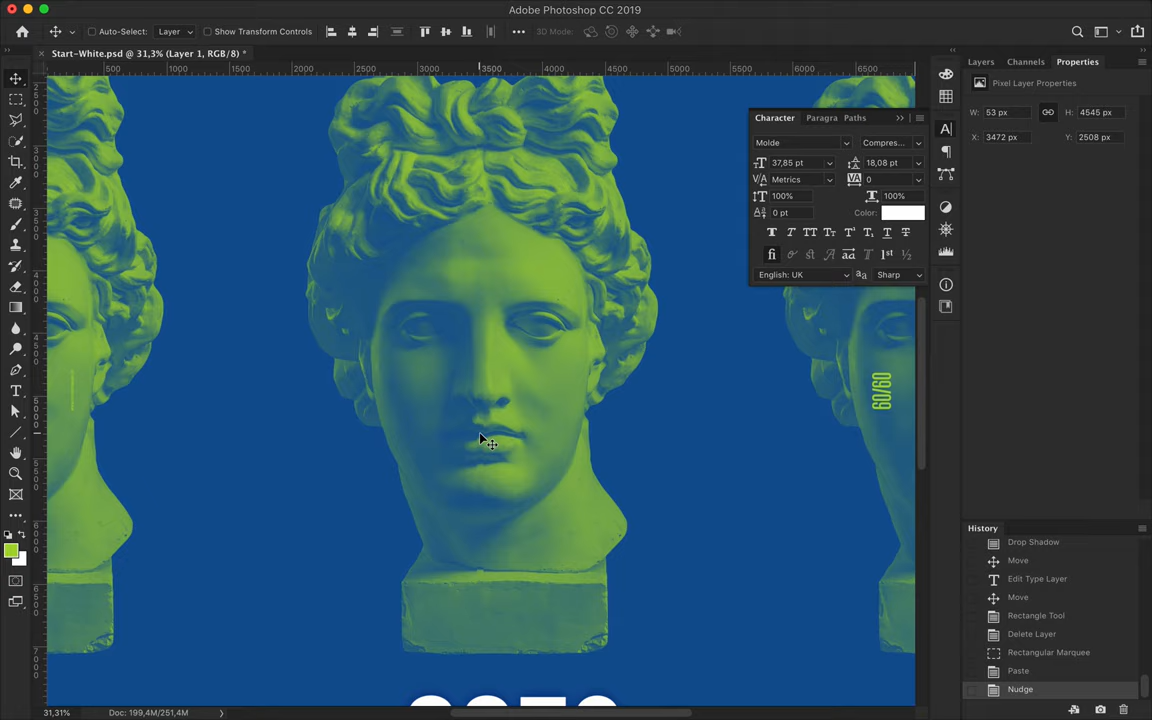 Adobe Photoshop CC 2019
Auto-Select: Layer Show Transform Controls 3D Mode:
Start-White.psd @ 31,3% (Layer 1, RGB/8) *
500 1000 1500 2000 2500 3000 3500 4000 4500 5000 5500 6000 6500
Layers Channels Properties
Pixel Layer Properties
W: 53 px H: 4545 px
X: 3472 px Y: 2508 px
Character Paragra Paths
Molde Compres...
37,85 pt 18,08 pt
Metrics 0
100% 100%
0 pt Color:
English: UK Sharp
60/60
History
Drop Shadow
Move
Edit Type Layer
Move
Rectangle Tool
Delete Layer
Rectangular Marquee
Paste
Nudge
31,31% Doc: 199,4M/251,4M